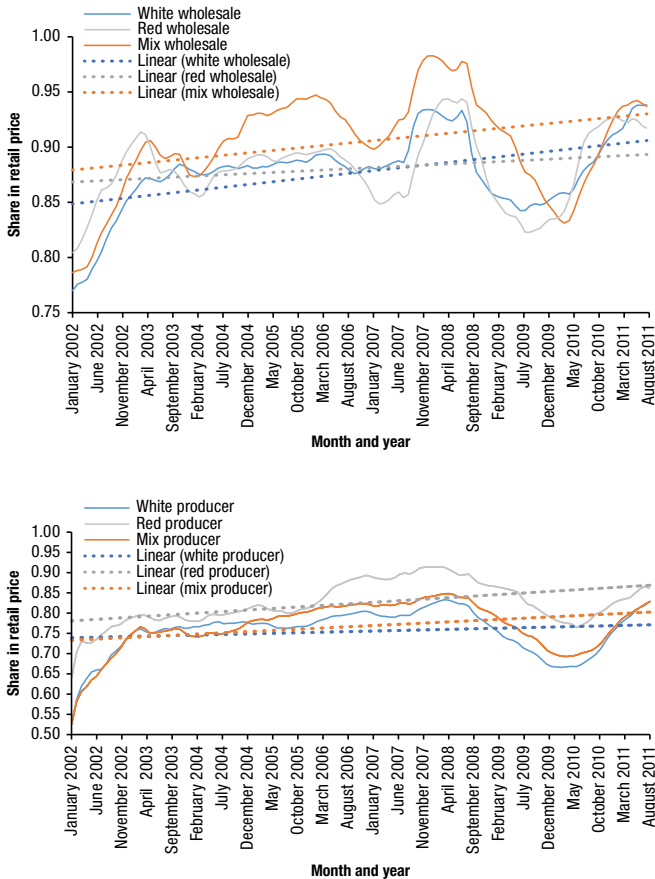 White wholesale
Red wholesale
Mix wholesale
Linear (white wholesale)
Linear (red wholesale)
Linear (mix wholesale)
Share in retail price
1.00
0.95
0.90
0.85
0.80
0.75
January 2002
June 2002
November 2002
April 2003
September 2003
February 2004
July 2004
December 2004
May 2005
October 2005
March 2006
August 2006
January 2007
June 2007
November 2007
April 2008
September 2008
February 2009
July 2009
December 2009
May 2010
October 2010
March 2011
August 2011
Month and year
White producer
Red producer
Mix producer
Linear (white producer)
Linear (red producer)
Linear (mix producer)
Share in retail price
1.00
0.95
0.90
0.85
0.80
0.75
0.70
0.65
0.60
0.55
0.50
January 2002
June 2002
November 2002
April 2003
September 2003
February 2004
July 2004
December 2004
May 2005
October 2005
March 2006
August 2006
January 2007
June 2007
November 2007
April 2008
September 2008
February 2009
July 2009
December 2009
May 2010
October 2010
March 2011
August 2011
Month and year